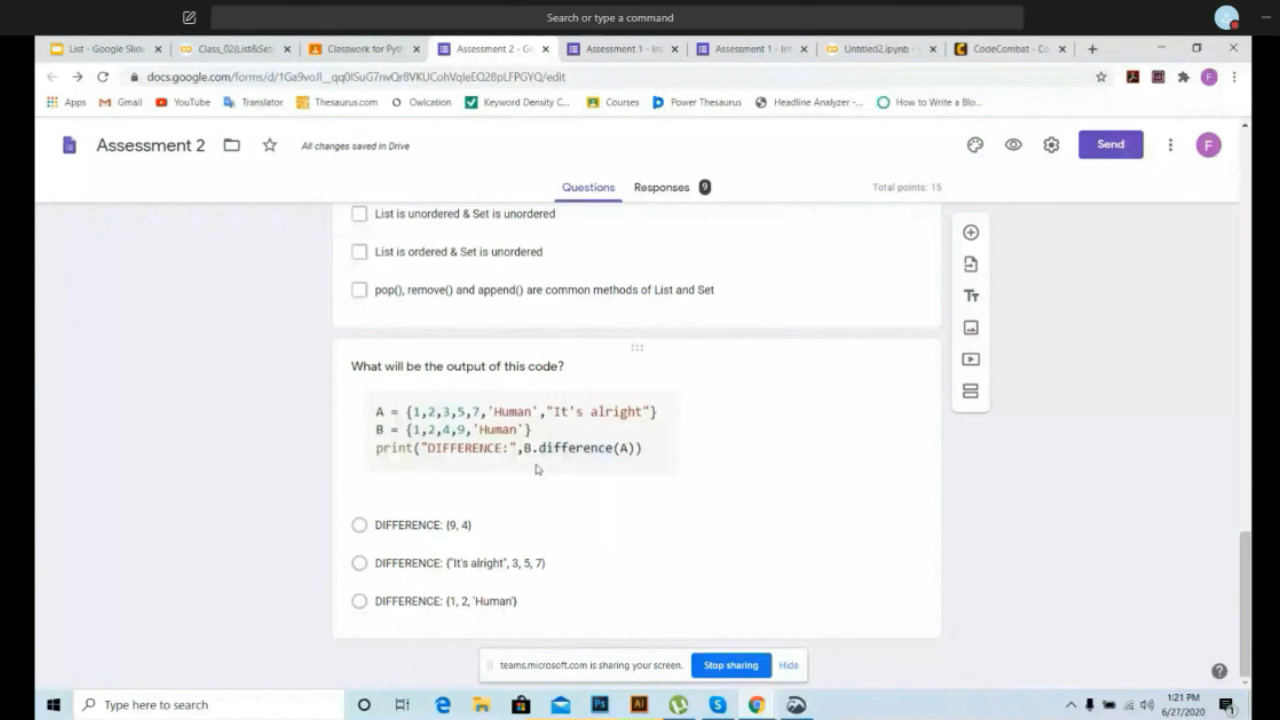 Search or type a command
List - Google Slide
Class_02(List&Set
Classwork for Pyth
Assessment 2 - Go
Assessment 1 - Int
Assessment 1 - Int
Untitled2.ipynb -
CodeCombat - Co
docs.google.com/forms/d/
/edit
F
Apps
Gmail
YouTube
Translator
Thesaurus.com
Owlcation
Keyword Density C...
Courses
Power Thesaurus
Headline Analyzer -...
How to Write a Blo...
Assessment 2
All changes saved in Drive
Send
F
Questions
Responses 9
Total points: 15
List is unordered & Set is unordered
List is ordered & Set is unordered
pop(), remove() and append() are common methods of List and Set
What will be the output of this code?
A = {1,2,3,5,7,'Human',"It's alright"}
B = {1,2,4,9,'Human'}
print("DIFFERENCE:",B.difference(A))
DIFFERENCE: {9, 4}
DIFFERENCE: {"It's alright", 3, 5, 7}
DIFFERENCE: {1, 2, 'Human'}
teams.microsoft.com is sharing your screen.
Stop sharing
Hide
Type here to search
1:21 PM
6/27/2020